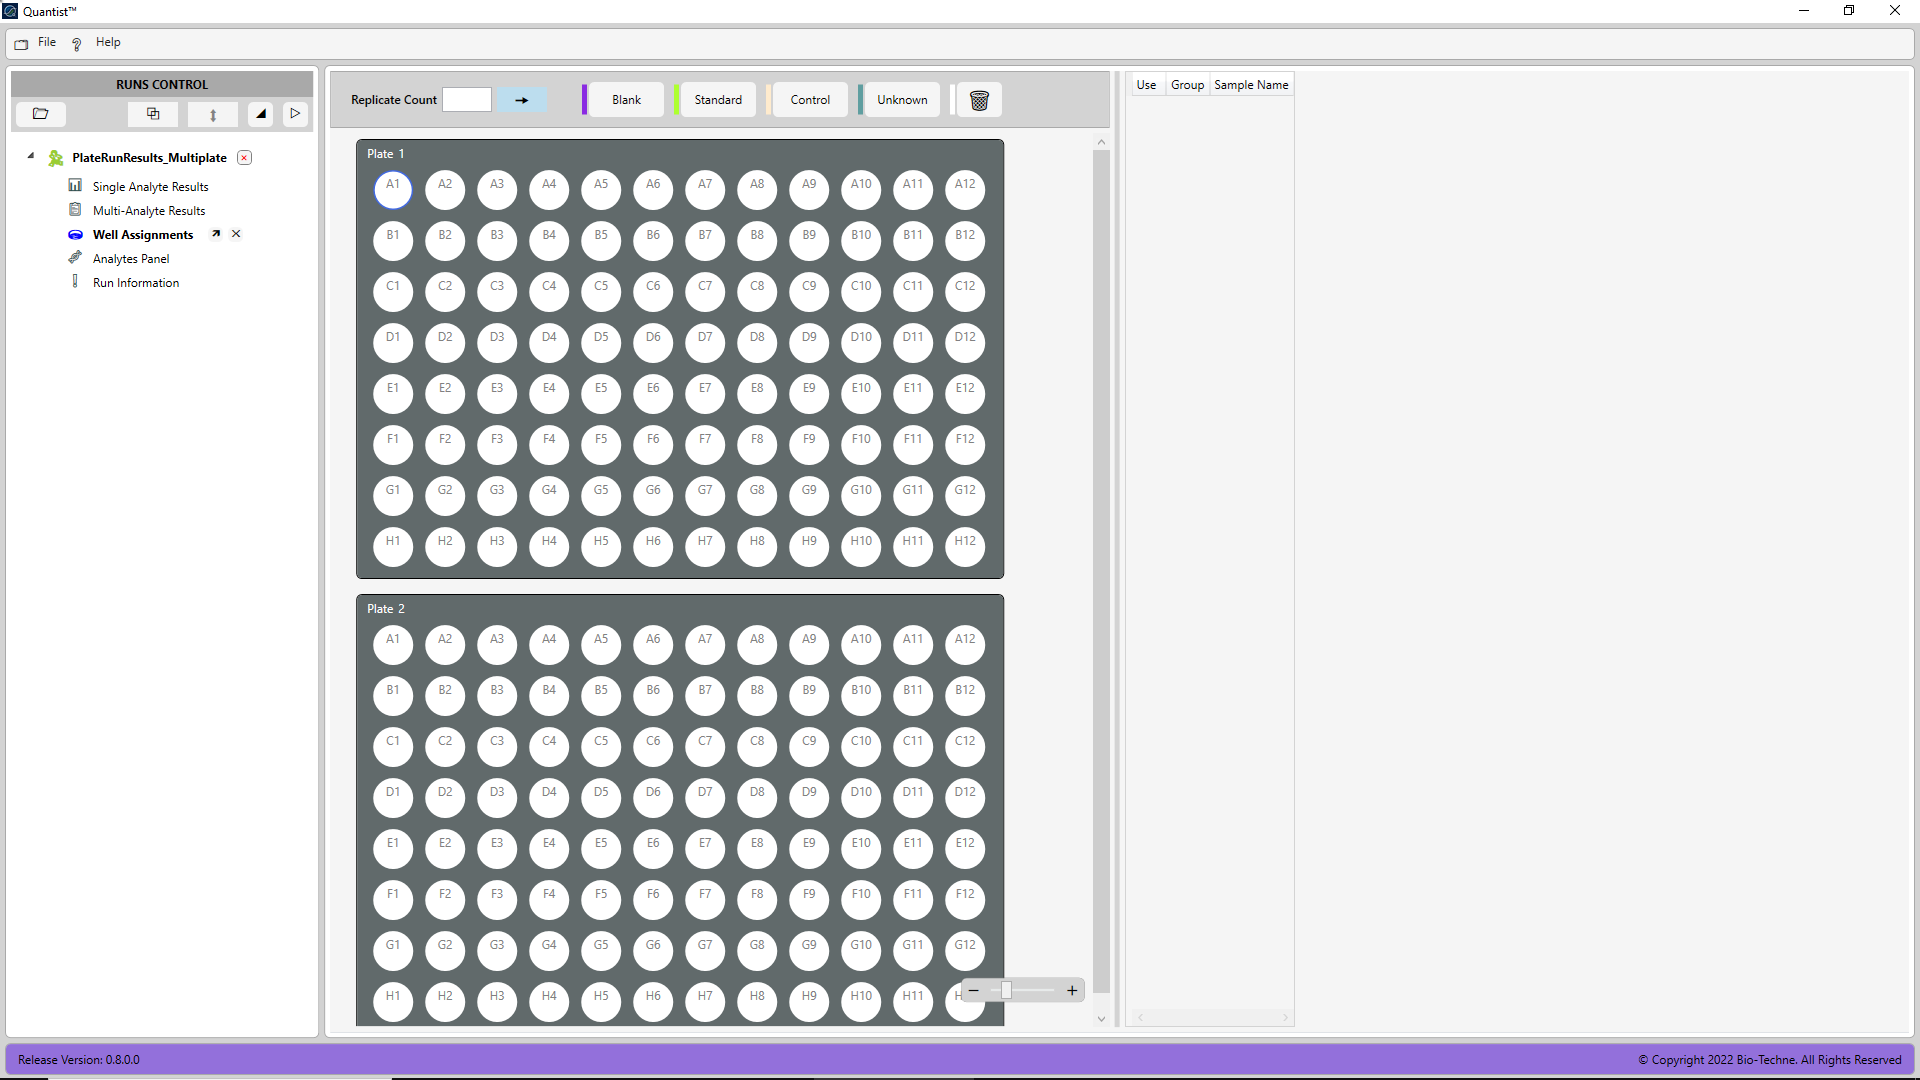 Quantist™
File Help
RUNS CONTROL
PlateRunResults_Multiplate
Single Analyte Results
Multi-Analyte Results
Well Assignments
Analytes Panel
Run Information
Replicate Count Blank Standard Control Unknown
Plate 1
A1 A2 A3 A4 A5 A6 A7 A8 A9 A10 A11 A12
B1 B2 B3 B4 B5 B6 B7 B8 B9 B10 B11 B12
C1 C2 C3 C4 C5 C6 C7 C8 C9 C10 C11 C12
D1 D2 D3 D4 D5 D6 D7 D8 D9 D10 D11 D12
E1 E2 E3 E4 E5 E6 E7 E8 E9 E10 E11 E12
F1 F2 F3 F4 F5 F6 F7 F8 F9 F10 F11 F12
G1 G2 G3 G4 G5 G6 G7 G8 G9 G10 G11 G12
H1 H2 H3 H4 H5 H6 H7 H8 H9 H10 H11 H12
Plate 2
A1 A2 A3 A4 A5 A6 A7 A8 A9 A10 A11 A12
B1 B2 B3 B4 B5 B6 B7 B8 B9 B10 B11 B12
C1 C2 C3 C4 C5 C6 C7 C8 C9 C10 C11 C12
D1 D2 D3 D4 D5 D6 D7 D8 D9 D10 D11 D12
E1 E2 E3 E4 E5 E6 E7 E8 E9 E10 E11 E12
F1 F2 F3 F4 F5 F6 F7 F8 F9 F10 F11 F12
G1 G2 G3 G4 G5 G6 G7 G8 G9 G10 G11 G12
H1 H2 H3 H4 H5 H6 H7 H8 H9 H10 H11
Use Group Sample Name
Release Version: 0.8.0.0
© Copyright 2022 Bio-Techne. All Rights Reserved